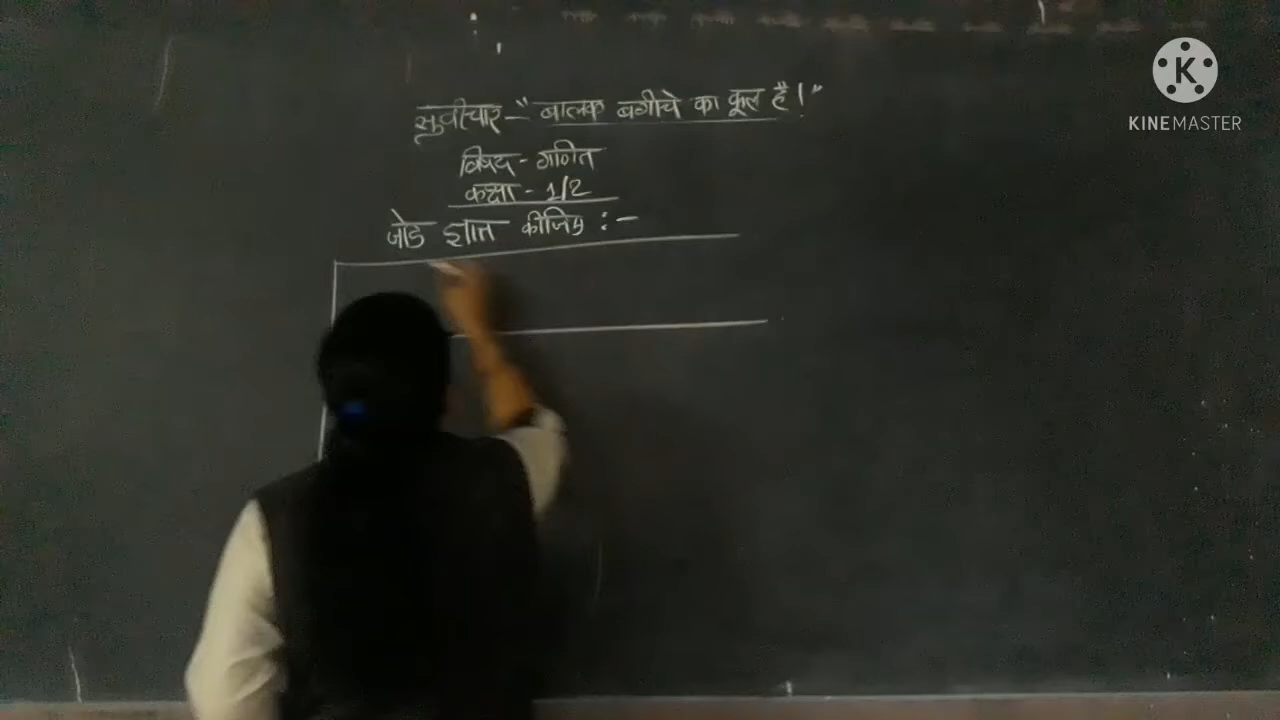 सुवीचार - "बालक बगीचे का फूल है।"
विषय - गणित
कक्षा - 1/2
जोड ज्ञात कीजिए :-
K
KINEMASTER